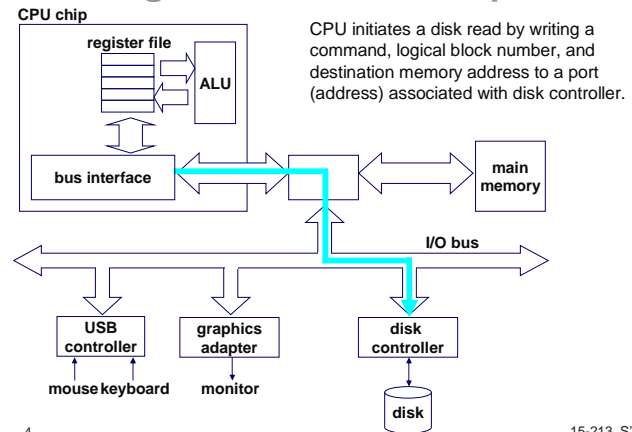 CPU chip
register file
ALU
CPU initiates a disk read by writing a
command, logical block number, and
destination memory address to a port
(address) associated with disk controller.
bus interface
main
memory
I/O bus
USB
controller
graphics
adapter
disk
controller
mouse keyboard
monitor
disk
15-213, S'